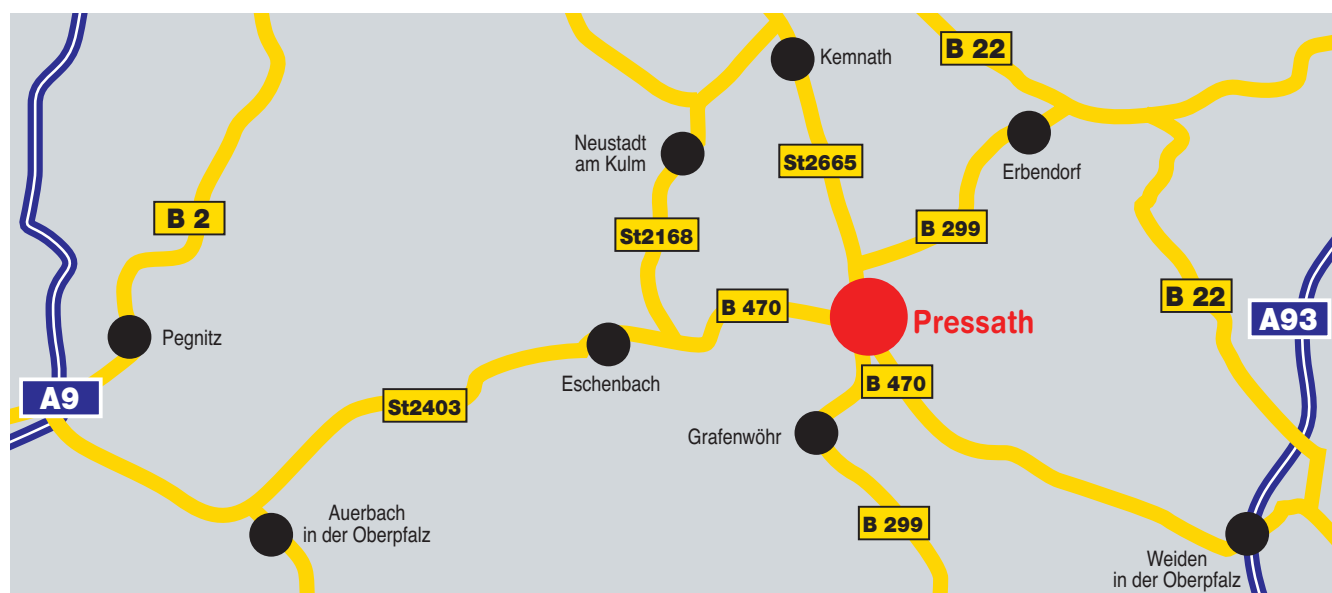 B 22
Kemnath
Neustadt
am Kulm
St2665
Erbendorf
B 2
St2168
B 299
B 22
B 470
A93
Pressath
Pegnitz
Eschenbach
B 470
A9
St2403
Grafenwöhr
Auerbach
in der Oberpfalz
B 299
Weiden
in der Oberpfalz